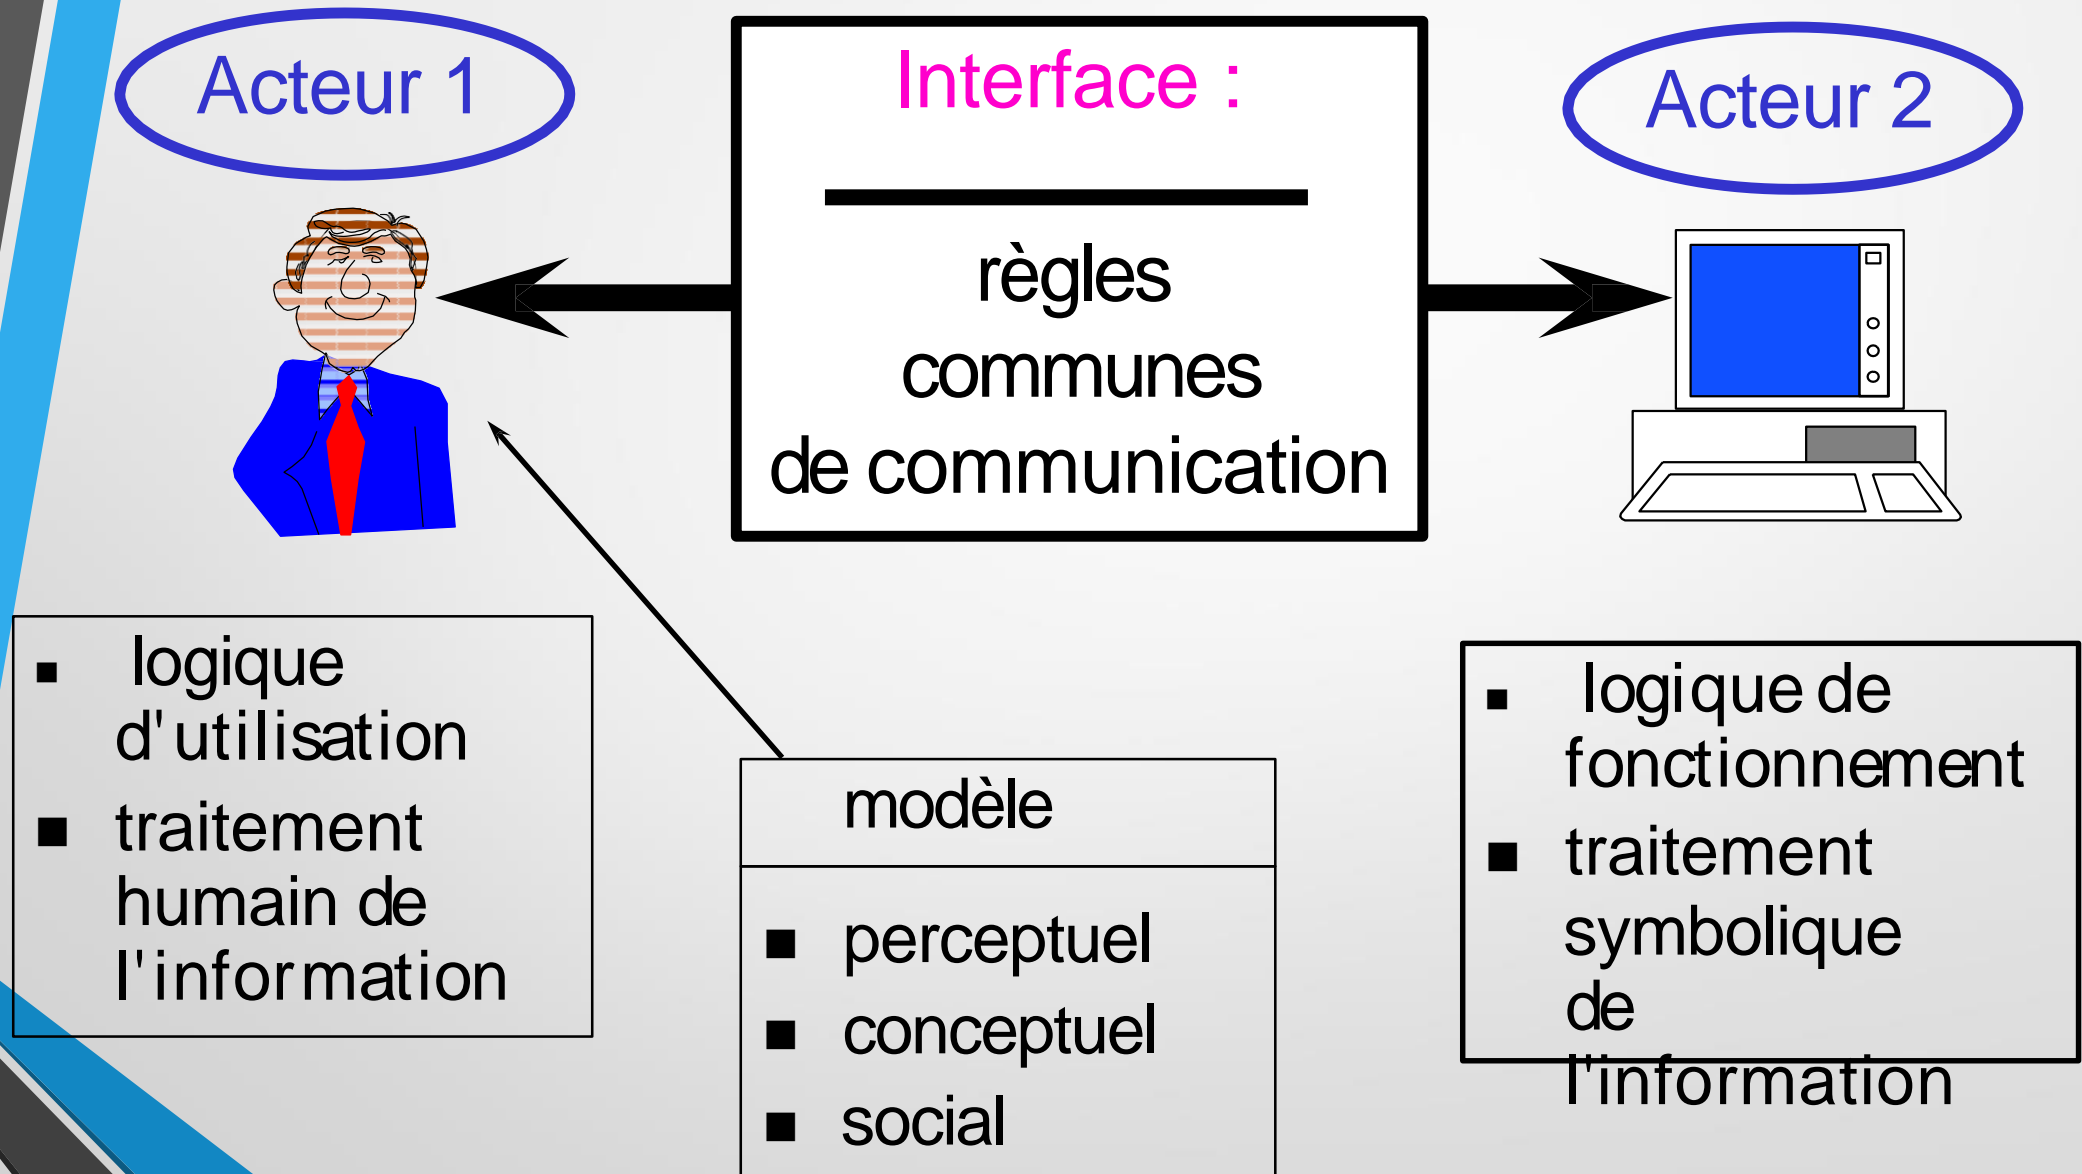 Acteur 1
Interface :
règles
communes
de communication
Acteur 2
■ logique
d'utilisation
■ traitement
humain de
l'information
modèle
■ perceptuel
■ conceptuel
■ social
■ logique de
fonctionnement
■ traitement
symbolique
de
l'information